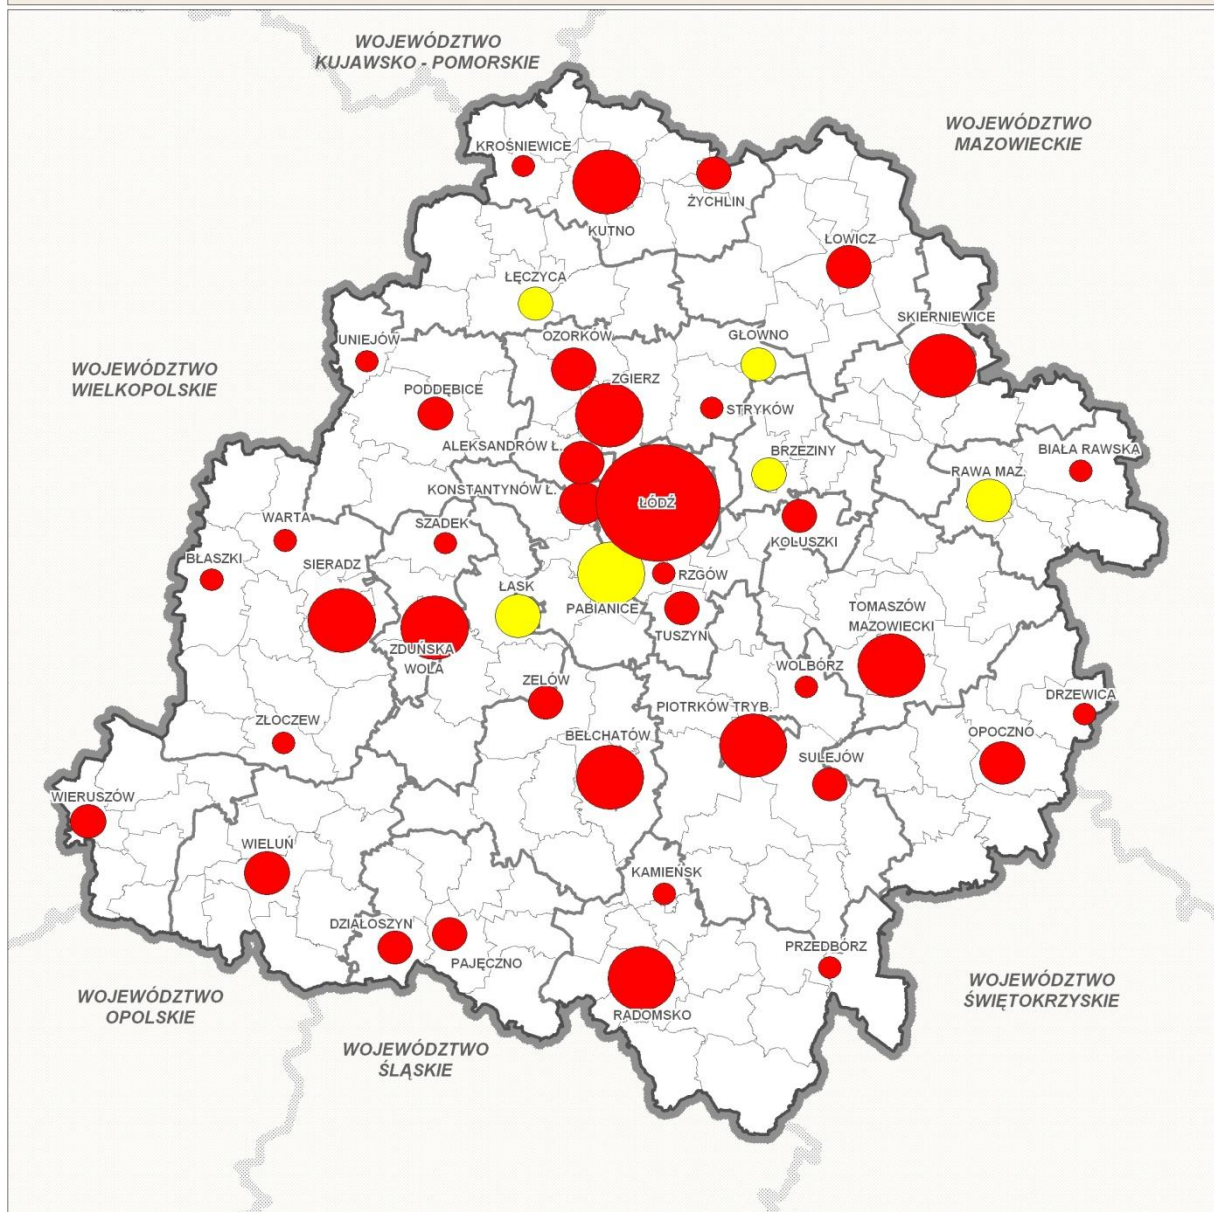 WOJEWÓDZTWO
KUJAWSKO - POMORSKIE
WOJEWÓDZTWO
MAZOWIECKIE
KROŚNIEWICE
ŻYCHLIN
KUTNO
ŁOWICZ
ŁĘCZYCA
SKIERNIEWICE
UNIEJÓW
OZORKÓW
GŁOWNO
WOJEWÓDZTWO
WIELKOPOLSKIE
ZGIERZ
PODDĘBICE
STRYKÓW
ALEKSANDRÓW Ł.
BRZEZINY
BIAŁA RAWSKA
RAWA MAZ.
KONSTANTYNÓW Ł.
ŁÓDŹ
WARTA
SZADEK
KOLUSZKI
BŁASZKI
SIERADZ
RZGÓW
ŁASK
PABIANICE
TOMASZÓW
MAZOWIECKI
TUSZYN
ZDUŃSKA
WOLA
WOLBÓRZ
ZELÓW
DRZEWICA
PIOTRKÓW TRYB.
ZŁOCZEW
BEŁCHATÓW
OPOCZNO
SULEJÓW
WIERUSZÓW
WIELUŃ
KAMIEŃSK
DZIAŁOSZYN
PAJĘCZNO
PRZEDBÓRZ
WOJEWÓDZTWO
OPOLSKIE
RADOMSKO
WOJEWÓDZTWO
ŚWIĘTOKRZYSKIE
WOJEWÓDZTWO
ŚLĄSKIE